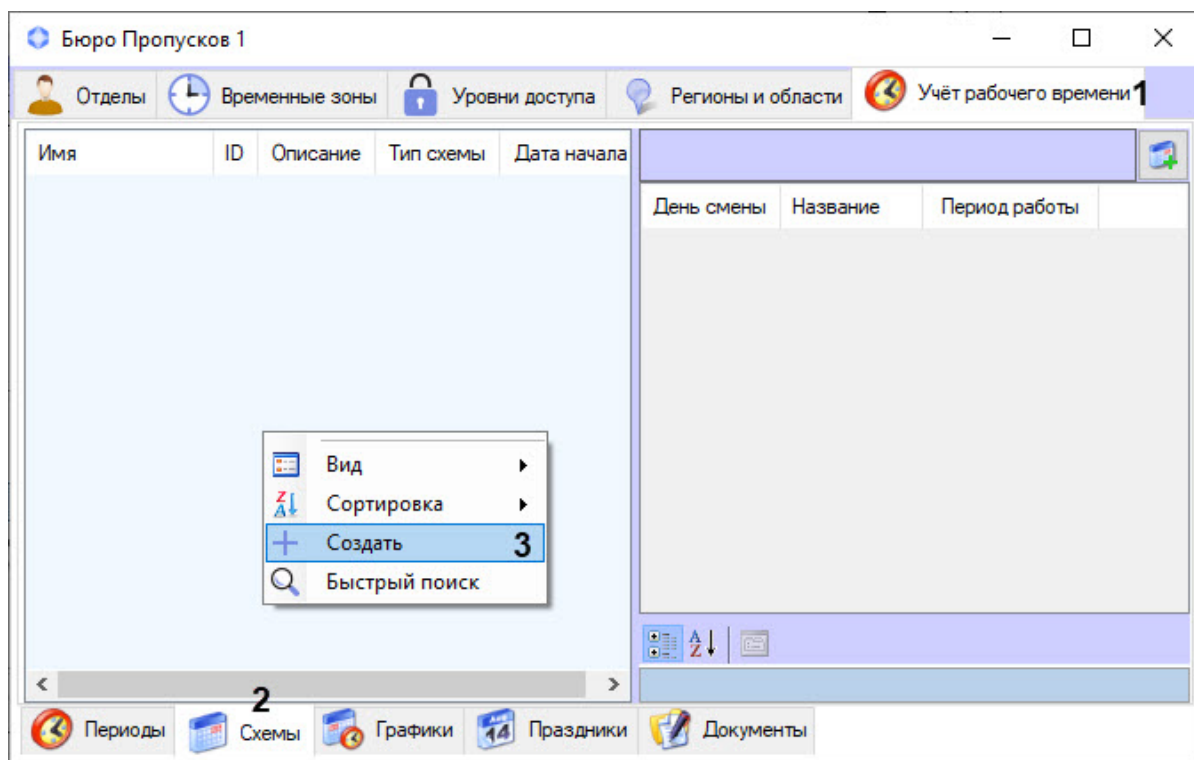 Бюро Пропусков 1
Отделы Временные зоны Уровни доступа Регионы и области Учёт рабочего времени 1
Имя ID Описание Тип схемы Дата начала
День смены Название Период работы
Вид
Сортировка
Создать 3
Быстрый поиск
2
Периоды Схемы Графики Праздники Документы